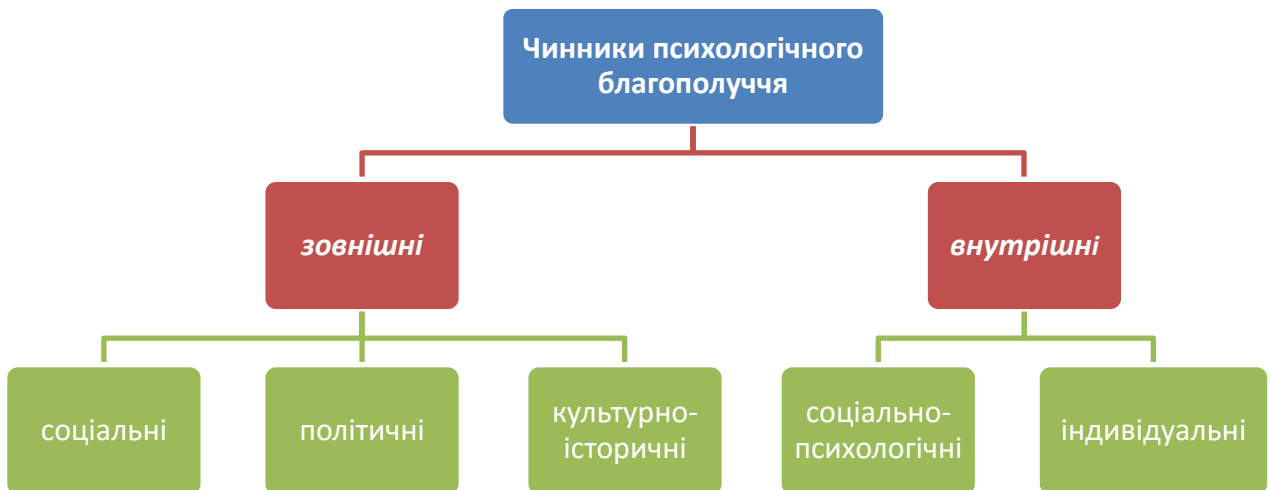 Чинники психологічного
благополуччя
зовнішні
внутрішні
соціальні
політичні
культурно-
історичні
соціально-
психологічні
індивідуальні